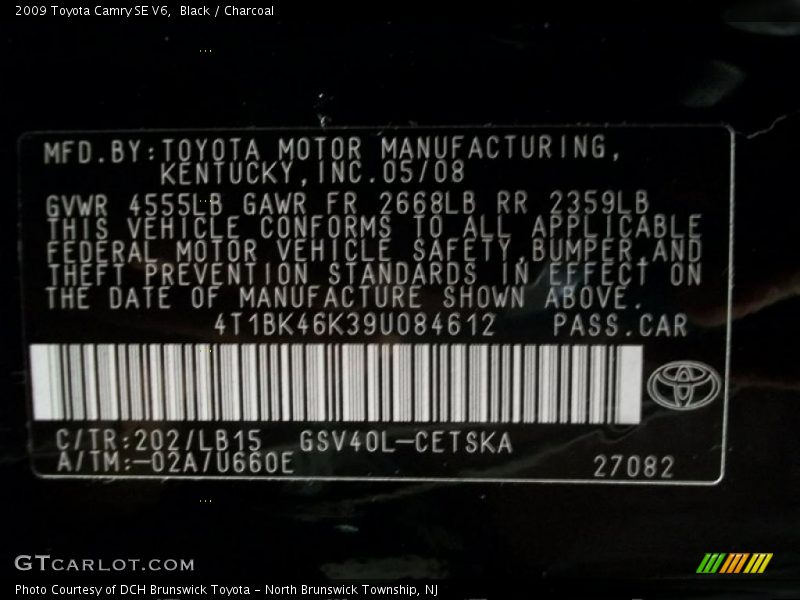 2009 Toyota Camry SE V6,  Black / Charcoal
MFD.BY:TOYOTA MOTOR MANUFACTURING,
KENTUCKY,INC.05/08
GVWR 4555LB GAWR FR 2668LB RR 2359LB
THIS VEHICLE CONFORMS TO ALL APPLICABLE
FEDERAL MOTOR VEHICLE SAFETY,BUMPER,AND
THEFT PREVENTION STANDARDS IN EFFECT ON
THE DATE OF MANUFACTURE SHOWN ABOVE.
4T1BK46K39U084612 PASS.CAR
C/TR:202/LB15 GSV40L-CETSKA
A/TM:-02A/U660E 27082
GTCARLOT.COM
Photo Courtesy of DCH Brunswick Toyota - North Brunswick Township, NJ